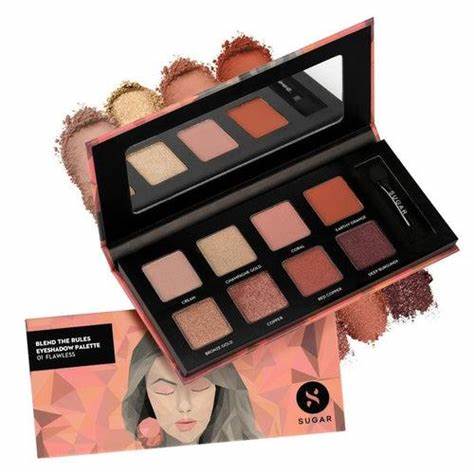 SUGAR
CREAM
CHAMPAGNE GOLD
CORAL
EARTHY ORANGE
BRONZE GOLD
COPPER
RED COPPER
DEEP BURGUNDY
BLEND THE RULES
EYESHADOW PALETTE
01 FLAWLESS
SUGAR